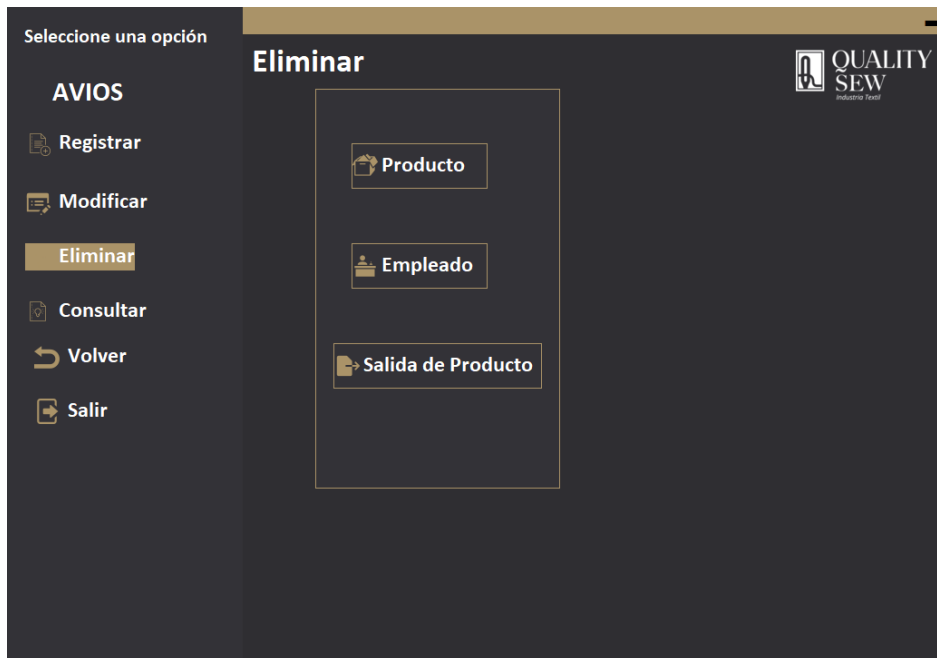 Seleccione una opción
AVIOS
Registrar
Modificar
Eliminar
Consultar
Volver
Salir
Eliminar
Producto
Empleado
Salida de Producto
QUALITY
SEW
Industria Textil